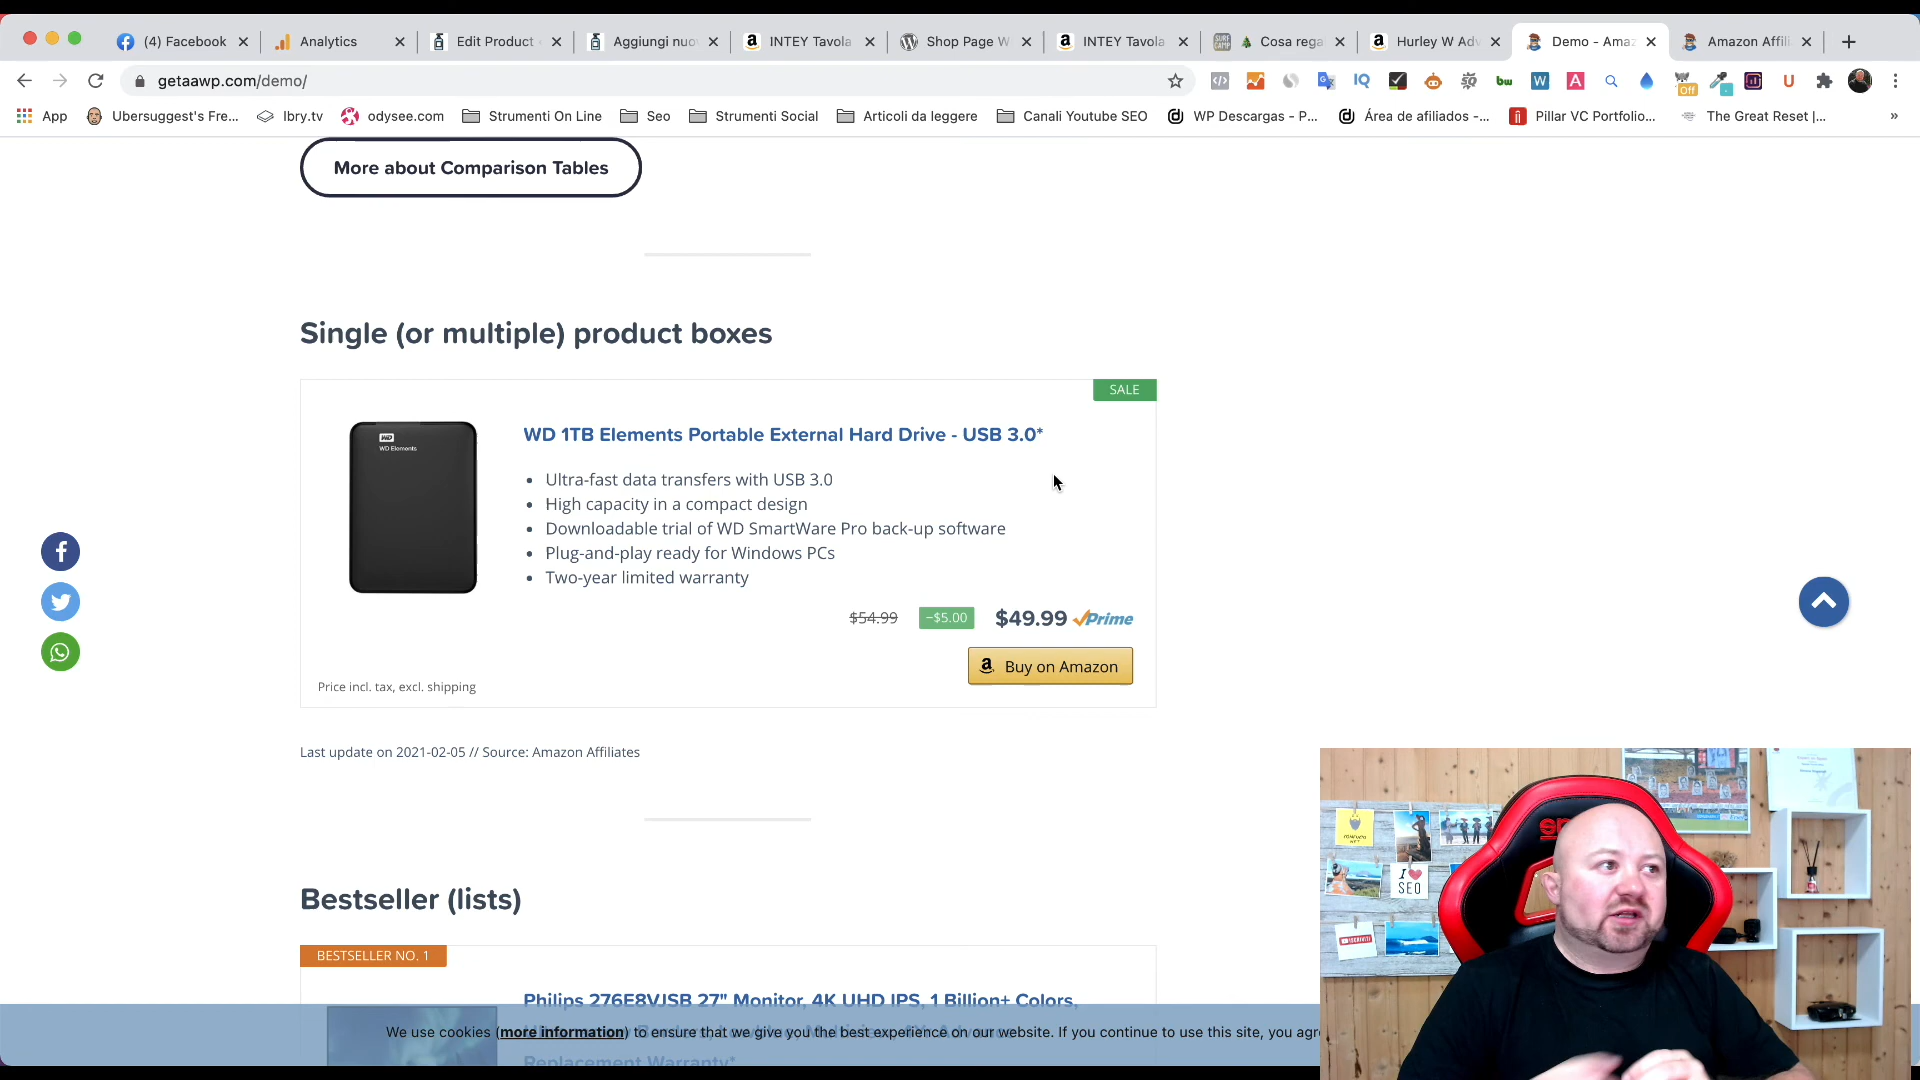 (4) Facebook
Analytics
Edit Product
Aggiungi nuo
INTEY Tavola
Shop Page W
INTEY Tavola
Cosa rega
Hurley W Adv
Demo - Amaz
Amazon Affili
getaawp.com/demo/
App
Ubersuggest's Fre...
lbry.tv
odysee.com
Strumenti On Line
Seo
Strumenti Social
Articoli da leggere
Canali Youtube SEO
WP Descargas - P...
Área de afiliados -...
Pillar VC Portfolio...
The Great Reset |...
More about Comparison Tables
Single (or multiple) product boxes
SALE
WD
WD Elements
WD 1TB Elements Portable External Hard Drive - USB 3.0*
Ultra-fast data transfers with USB 3.0
High capacity in a compact design
Downloadable trial of WD SmartWare Pro back-up software
Plug-and-play ready for Windows PCs
Two-year limited warranty
$54.99 −$5.00 $49.99 Prime
Buy on Amazon
Price incl. tax, excl. shipping
Last update on 2021-02-05 // Source: Amazon Affiliates
Bestseller (lists)
BESTSELLER NO. 1
Philips 276E8VJSB 27" Monitor, 4K UHD IPS, 1 Billion+ Colors,
We use cookies (more information) to ensure that we give you the best experience on our website. If you continue to use this site, you agre
Replacement Warranty*
I
SEO